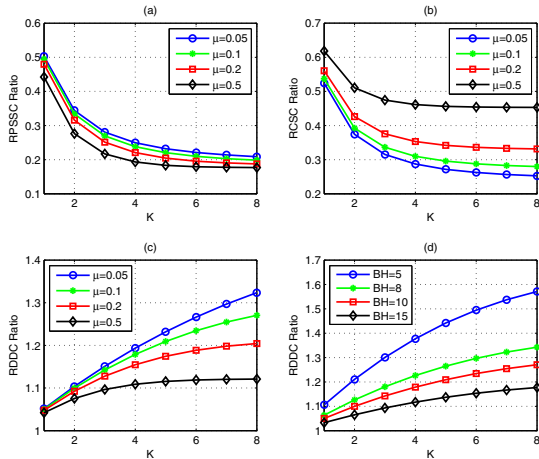 (a)
0.6
0.5
0.4
0.3
0.2
0.1
RPSSC Ratio
μ=0.05
μ=0.1
μ=0.2
μ=0.5
2 4 6 8
K
(b)
0.7
0.6
0.5
0.4
0.3
0.2
RCSC Ratio
μ=0.05
μ=0.1
μ=0.2
μ=0.5
2 4 6 8
K
(c)
1.4
1.3
1.2
1.1
1
RDDC Ratio
μ=0.05
μ=0.1
μ=0.2
μ=0.5
2 4 6 8
K
(d)
1.7
1.6
1.5
1.4
1.3
1.2
1.1
1
RDDC Ratio
BH=5
BH=8
BH=10
BH=15
2 4 6 8
K